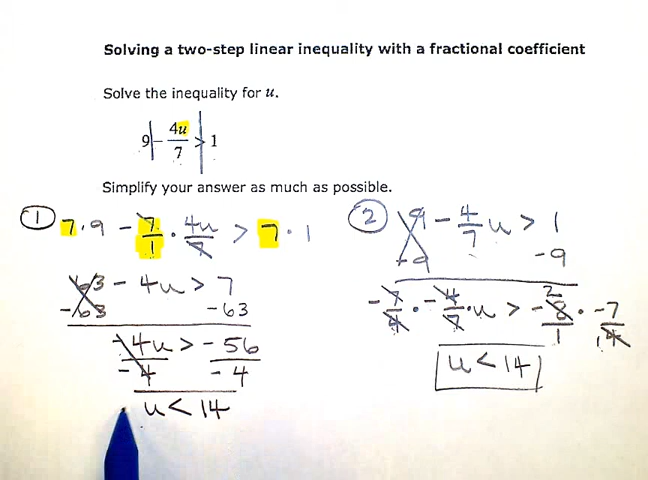 Solving a two-step linear inequality with a fractional coefficient
Solve the inequality for u.
9 - 4u/7 > 1
Simplify your answer as much as possible.
① 7 · 9 - 7/1 · 4u/7 > 7 · 1
63 - 4u > 7
-63 -63
-4u/-4 > -56/-4
u < 14
② 9 - 4/7 u > 1
-9 -9
-7/4 · -4/7 · u > -8/1 · -7/4
2
u < 14